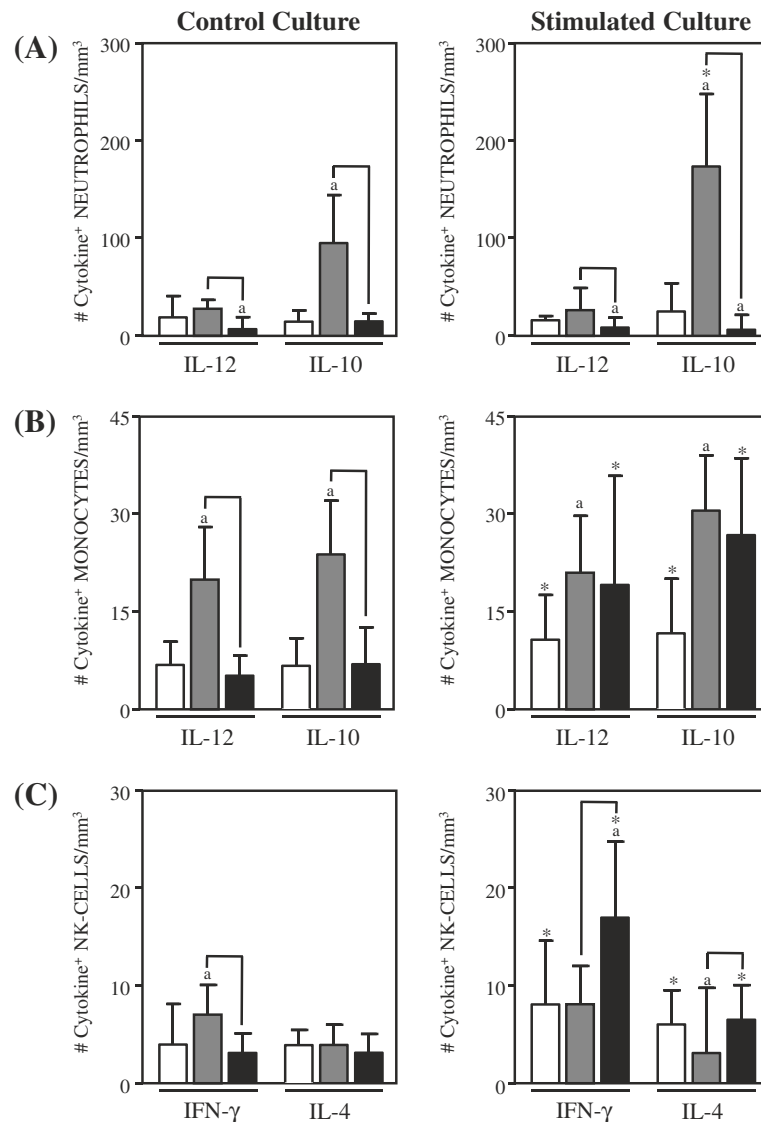 Control Culture
Stimulated Culture
(A)
# Cytokine⁺ NEUTROPHILS/mm³
300
200
100
0
a
a
IL-12
IL-10
# Cytokine⁺ NEUTROPHILS/mm³
300
200
100
0
a
*
a
a
IL-12
IL-10
(B)
# Cytokine⁺ MONOCYTES/mm³
45
30
15
0
a
a
IL-12
IL-10
# Cytokine⁺ MONOCYTES/mm³
45
30
15
0
*
a
*
*
a
*
IL-12
IL-10
(C)
# Cytokine⁺ NK-CELLS/mm³
30
20
10
0
a
IFN-γ
IL-4
# Cytokine⁺ NK-CELLS/mm³
30
20
10
0
*
*
a
*
a
*
IFN-γ
IL-4